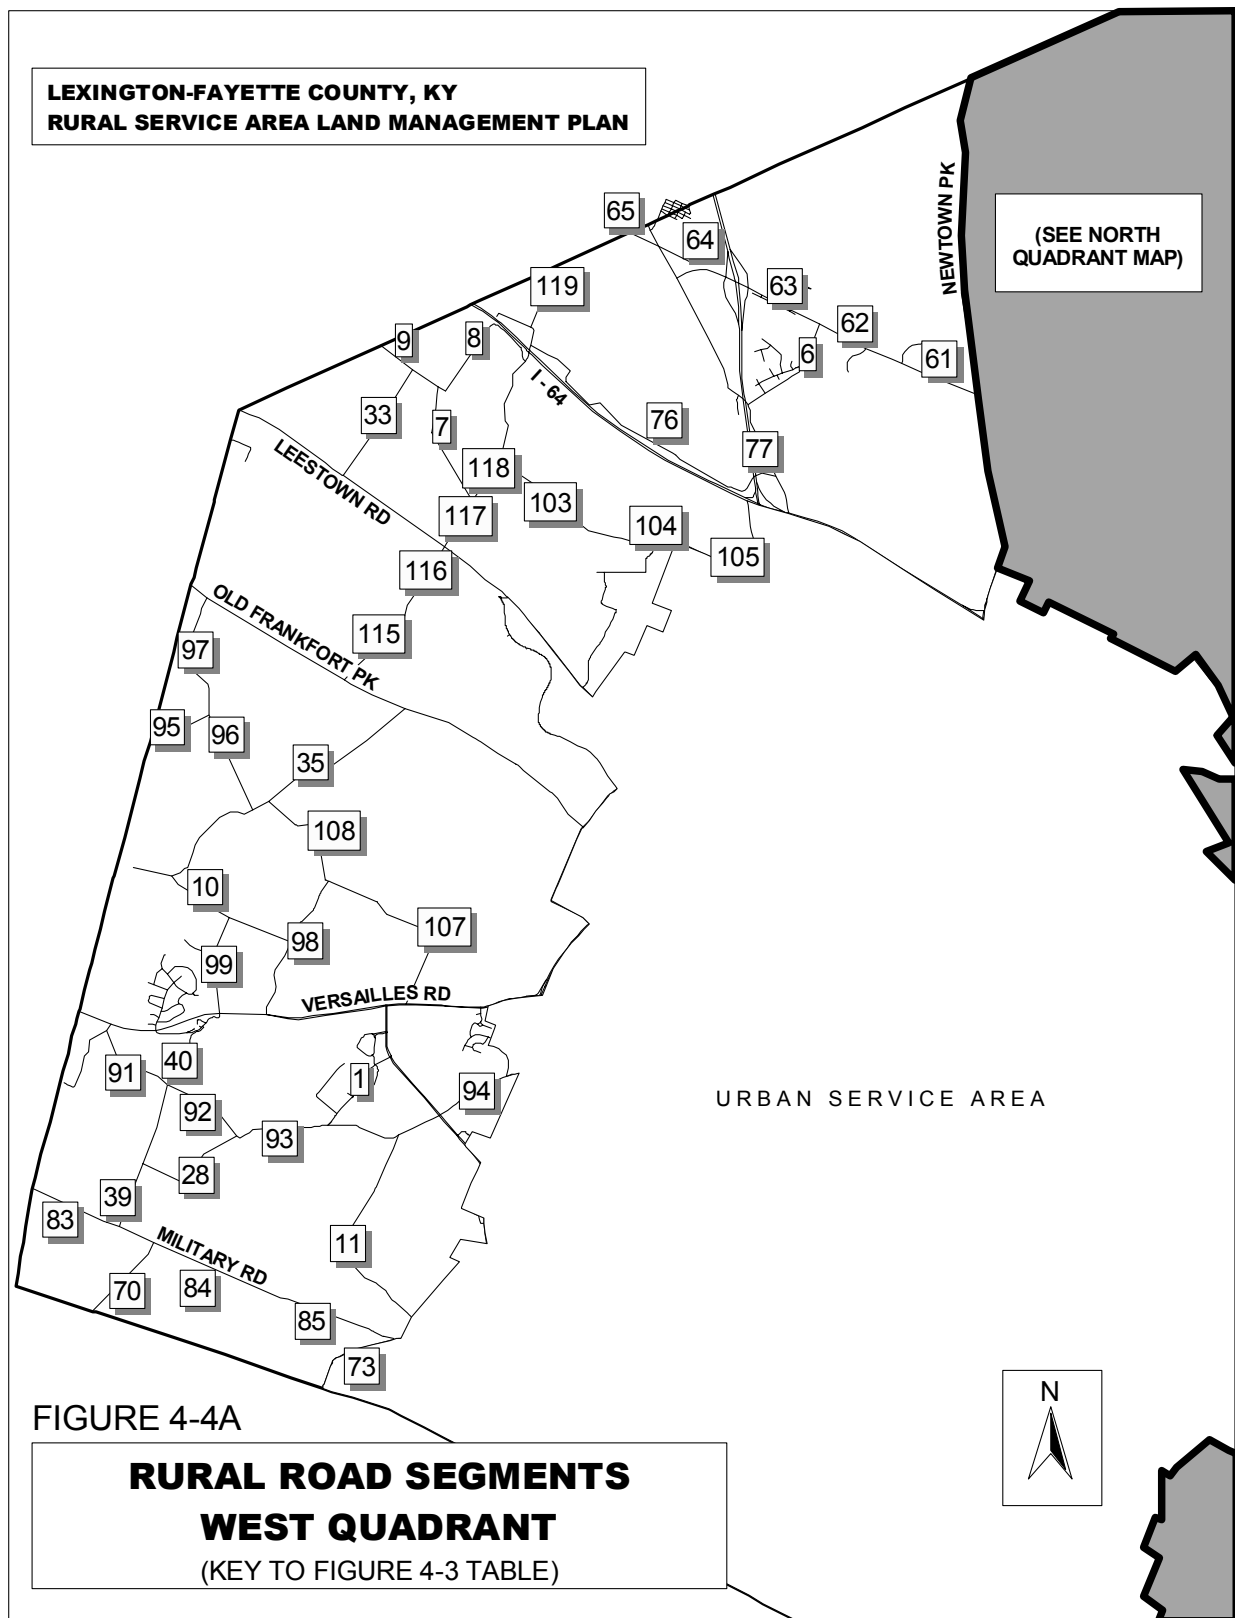 LEXINGTON-FAYETTE COUNTY, KY
RURAL SERVICE AREA LAND MANAGEMENT PLAN
NEWTOWN PK
(SEE NORTH
QUADRANT MAP)
65
64
119
63
62
9
8
6
61
I - 64
33
7
76
77
LEESTOWN RD
118
103
117
104
105
116
OLD FRANKFORT PK
115
97
95
96
35
108
10
107
98
99
VERSAILLES RD
40
91
1
94
URBAN SERVICE AREA
92
93
28
39
83
MILITARY RD
11
70
84
85
73
N
FIGURE 4-4A
RURAL ROAD SEGMENTS
WEST QUADRANT
(KEY TO FIGURE 4-3 TABLE)